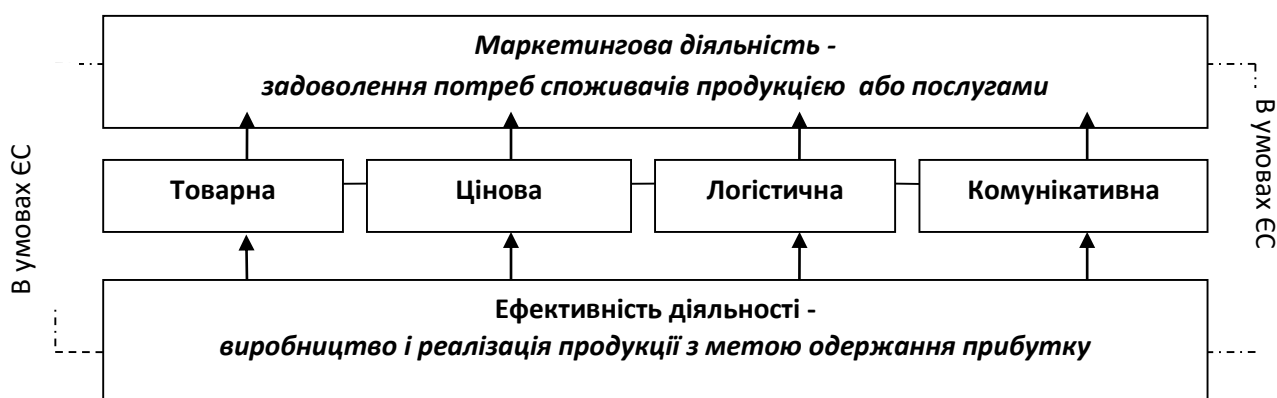 Маркетингова діяльність -
задоволення потреб споживачів продукцією або послугами
В умовах ЄС
В умовах ЄС
Товарна
Цінова
Логістична
Комунікативна
Ефективність діяльності -
виробництво і реалізація продукції з метою одержання прибутку